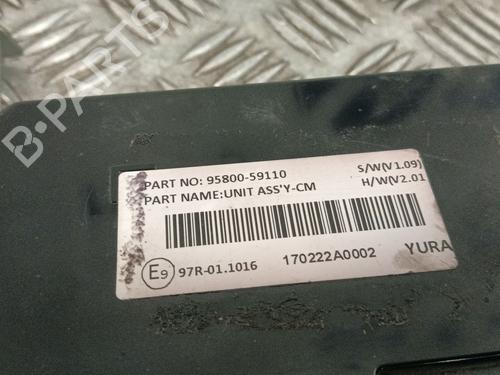 B-Parts
PART NO: 95800-59110
S/W(V1.09)
PART NAME:UNIT ASS'Y-CM
H/W(V2.01
E9
97R-01.1016
170222A0002
YURA